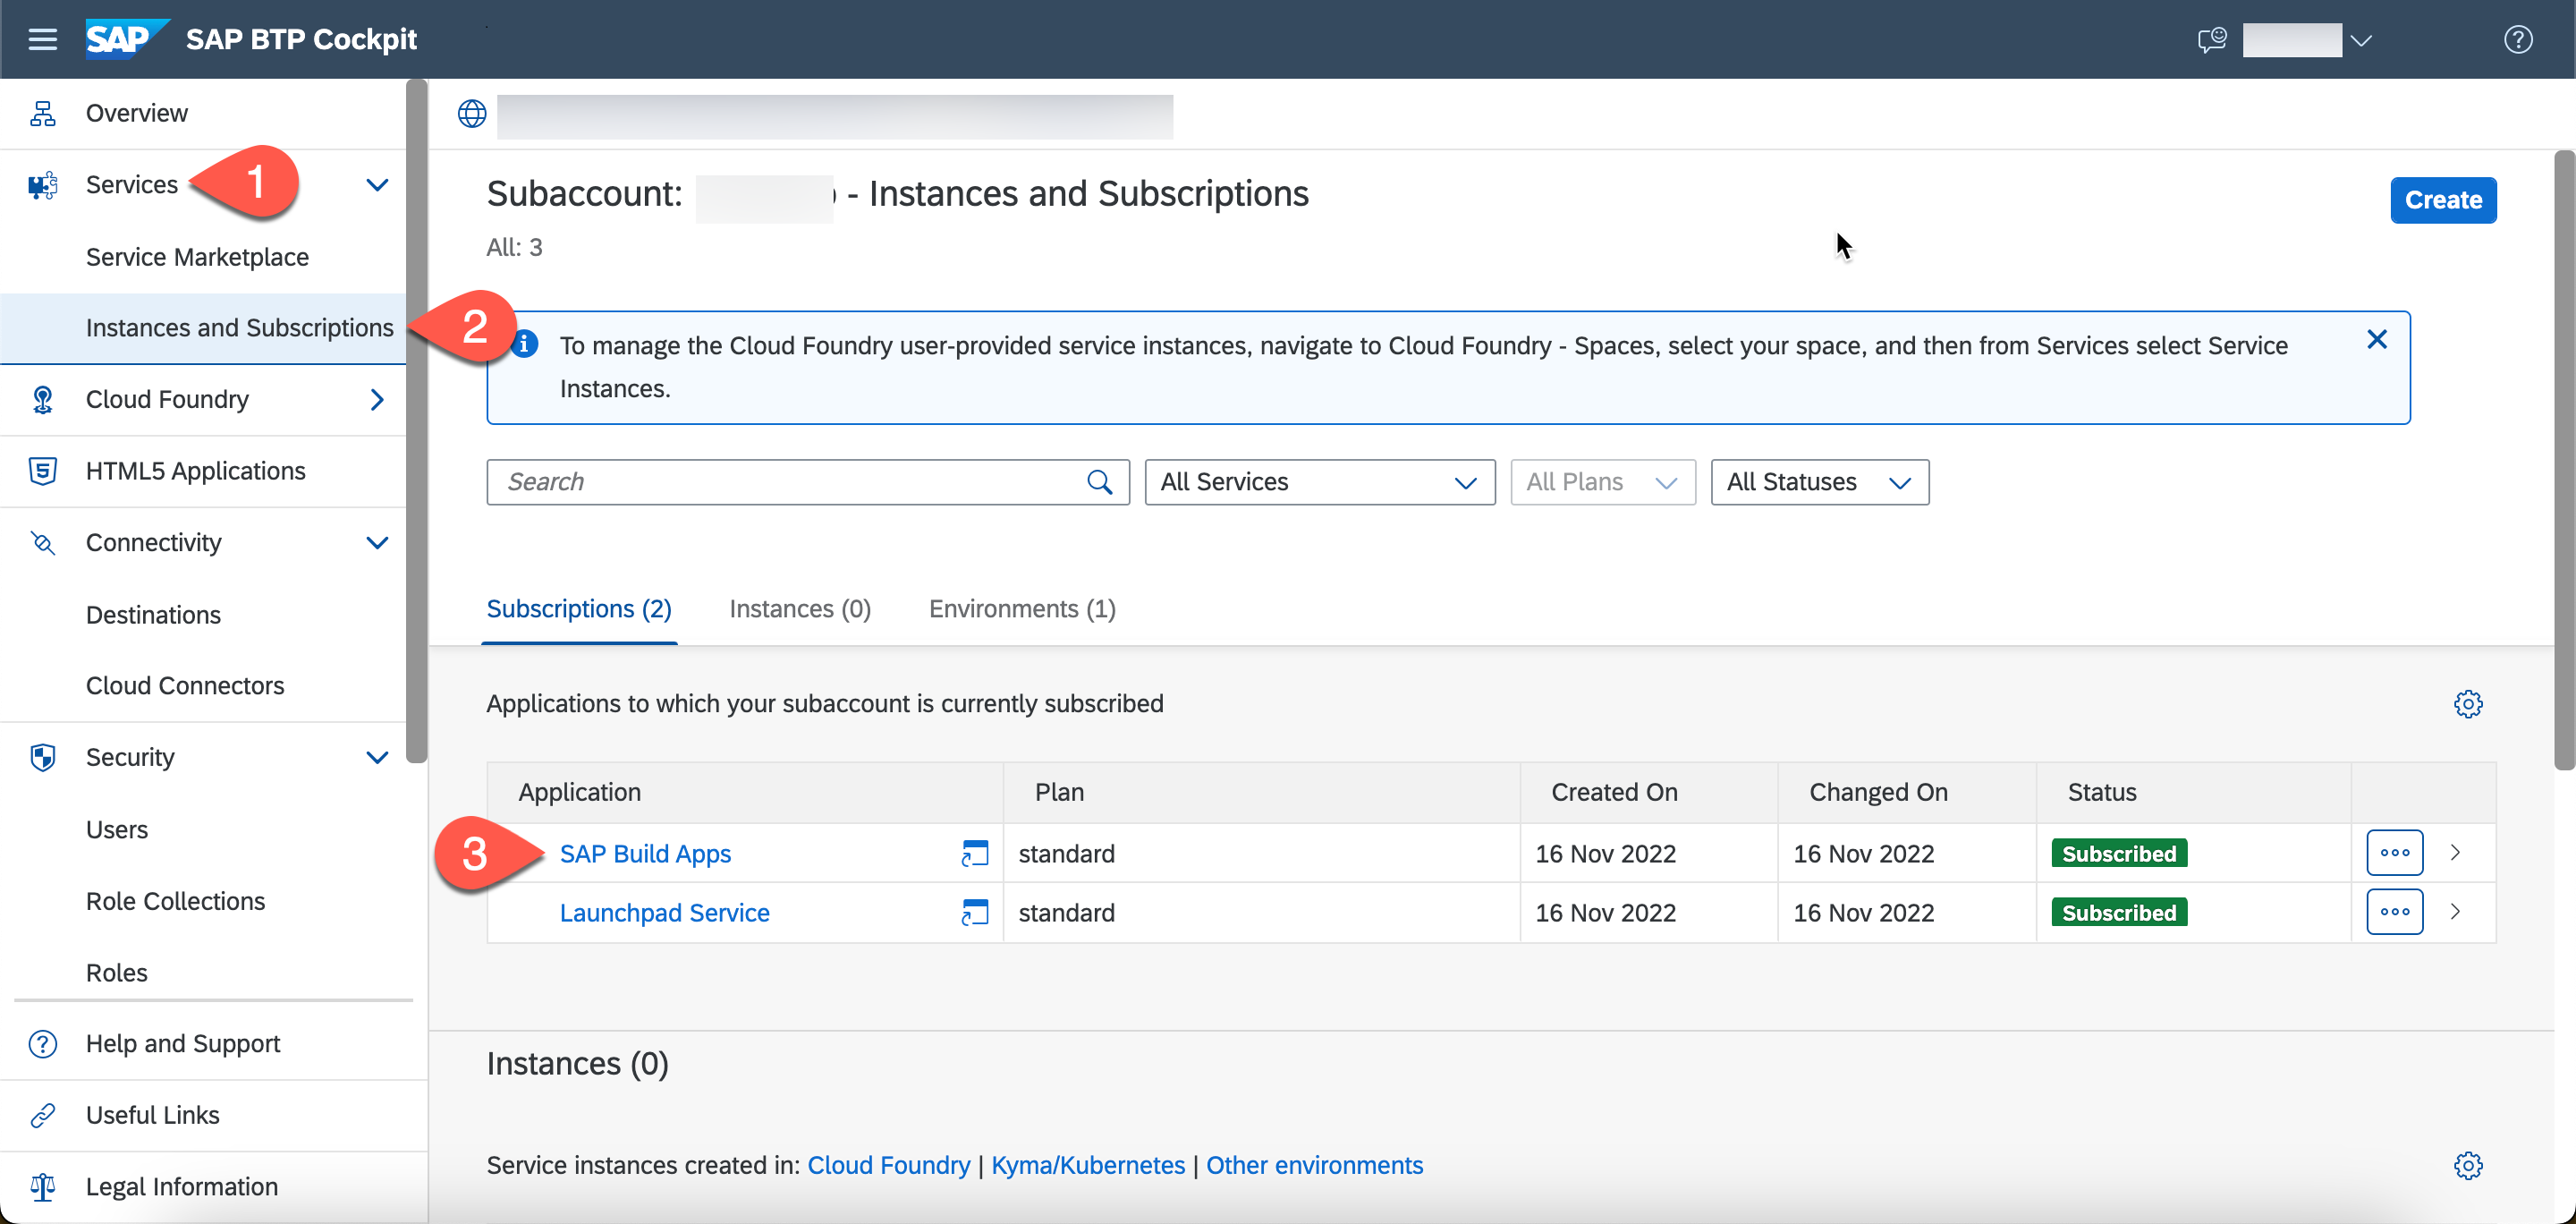 SAP SAP BTP Cockpit
Overview
Services 1
Service Marketplace
Instances and Subscriptions 2
Cloud Foundry
HTML5 Applications
Connectivity
Destinations
Cloud Connectors
Security
Users
Role Collections
Roles
Help and Support
Useful Links
Legal Information
Subaccount: - Instances and Subscriptions
Create
All: 3
To manage the Cloud Foundry user-provided service instances, navigate to Cloud Foundry - Spaces, select your space, and then from Services select Service
Instances.
Search All Services All Plans All Statuses
Subscriptions (2) Instances (0) Environments (1)
Applications to which your subaccount is currently subscribed
Application Plan Created On Changed On Status
3 SAP Build Apps standard 16 Nov 2022 16 Nov 2022 Subscribed
Launchpad Service standard 16 Nov 2022 16 Nov 2022 Subscribed
Instances (0)
Service instances created in: Cloud Foundry | Kyma/Kubernetes | Other environments